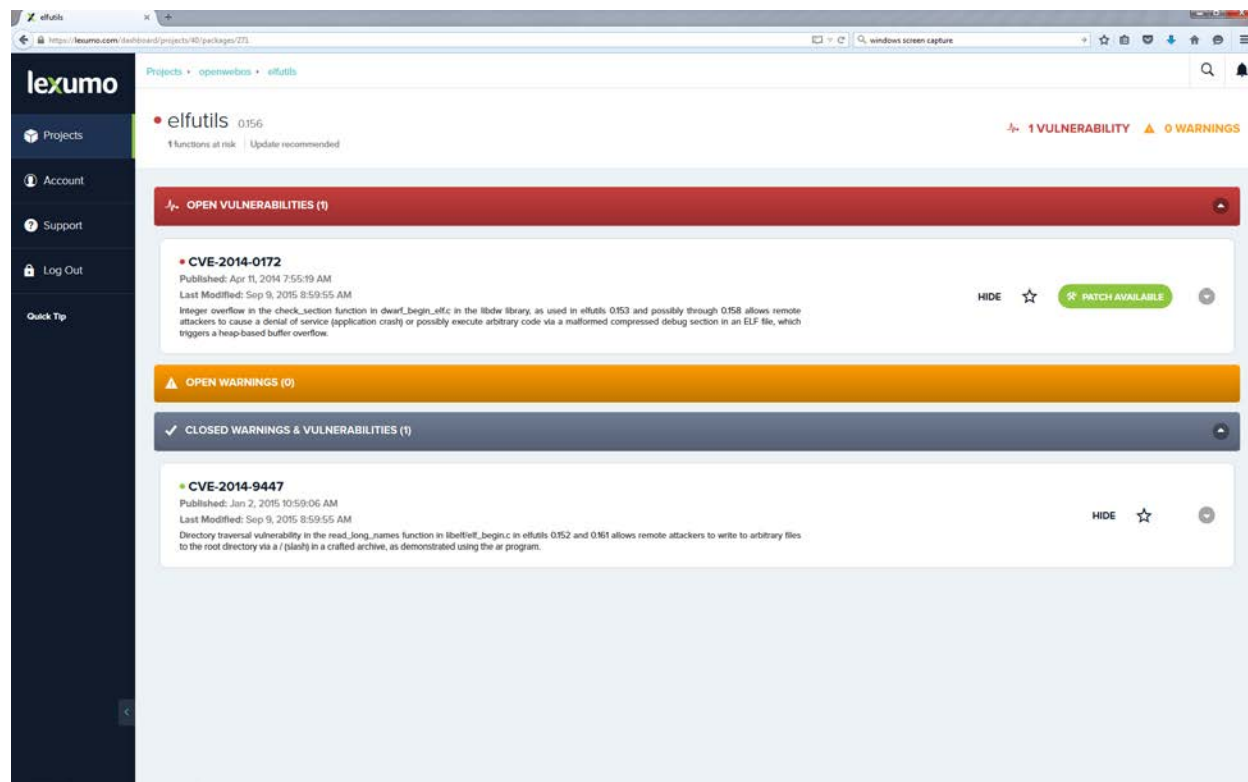 elfutils
https://lexumo.com/dashboard/projects/40/packages/271
windows screen capture
lexumo
Projects
Account
Support
Log Out
Quick Tip
Projects
openwebos
elfutils
elfutils 0.156
1 functions at risk
Update recommended
1 VULNERABILITY
0 WARNINGS
OPEN VULNERABILITIES (1)
CVE-2014-0172
Published: Apr 11, 2014 7:55:19 AM
Last Modified: Sep 9, 2015 8:59:55 AM
Integer overflow in the check_section function in dwarf_begin_elf.c in the libdw library, as used in elfutils 0.153 and possibly through 0.158 allows remote
attackers to cause a denial of service (application crash) or possibly execute arbitrary code via a malformed compressed debug section in an ELF file, which
triggers a heap-based buffer overflow.
HIDE
PATCH AVAILABLE
OPEN WARNINGS (0)
CLOSED WARNINGS & VULNERABILITIES (1)
CVE-2014-9447
Published: Jan 2, 2015 10:59:06 AM
Last Modified: Sep 9, 2015 8:59:55 AM
Directory traversal vulnerability in the read_long_names function in libelf/elf_begin.c in elfutils 0.152 and 0.161 allows remote attackers to write to arbitrary files
to the root directory via a / (slash) in a crafted archive, as demonstrated using the ar program.
HIDE